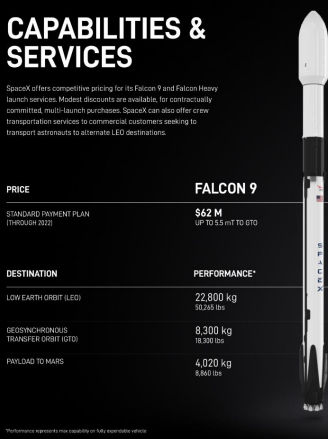 CAPABILITIES &
SERVICES
SpaceX offers competitive pricing for its Falcon 9 and Falcon Heavy
launch services. Modest discounts are available, for contractually
committed, multi-launch purchases. SpaceX can also offer crew
transportation services to commercial customers seeking to
transport astronauts to alternate LEO destinations.
PRICE FALCON 9
STANDARD PAYMENT PLAN $62 M
(THROUGH 2022) UP TO 5.5 mT TO GTO
DESTINATION PERFORMANCE*
LOW EARTH ORBIT (LEO) 22,800 kg
50,265 lbs
GEOSYNCHRONOUS 8,300 kg
TRANSFER ORBIT (GTO) 18,300 lbs
PAYLOAD TO MARS 4,020 kg
8,860 lbs
SPACEX
*Performance represents max capability on fully expendable vehicle